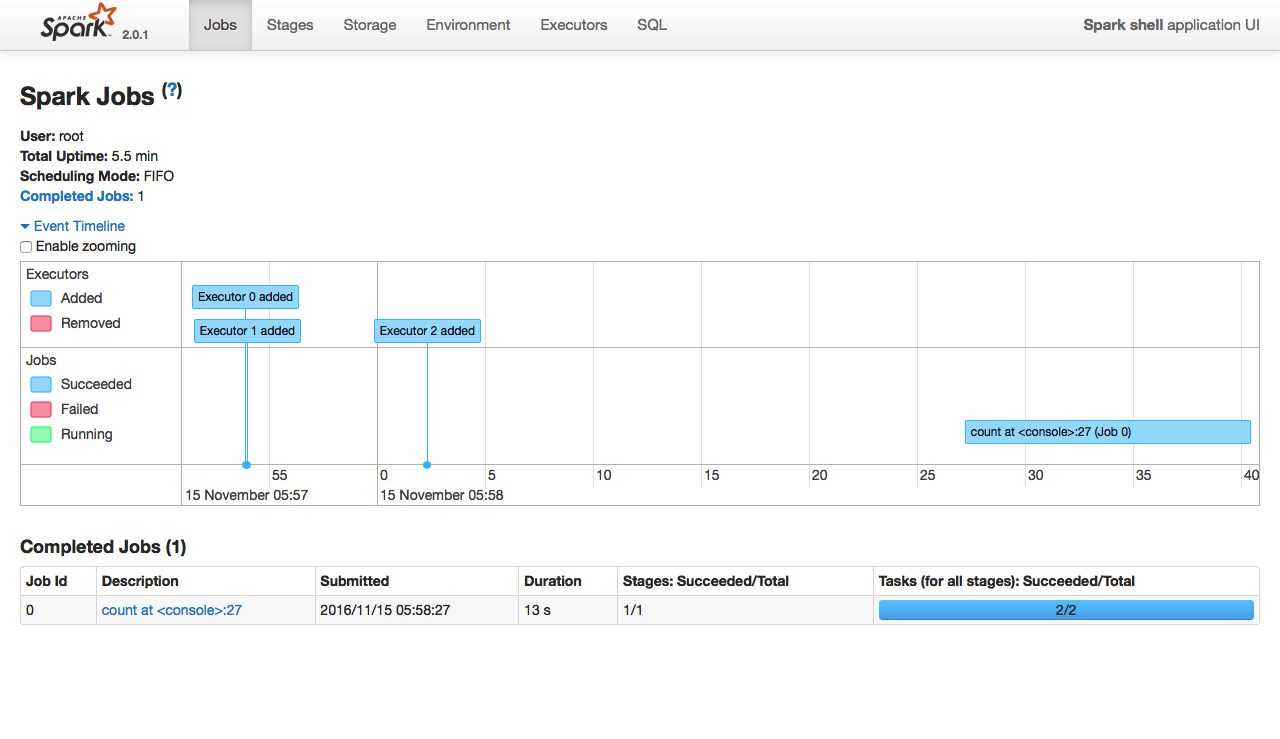 APACHE
Spark™ 2.0.1 Jobs Stages Storage Environment Executors SQL Spark shell application UI
Spark Jobs (?)
User: root
Total Uptime: 5.5 min
Scheduling Mode: FIFO
Completed Jobs: 1
Event Timeline
Enable zooming
Executors
Added
Removed
Executor 0 added
Executor 1 added
Executor 2 added
Jobs
Succeeded
Failed
Running
count at <console>:27 (Job 0)
55 0 5 10 15 20 25 30 35 40
15 November 05:57 15 November 05:58
Completed Jobs (1)
Job Id Description Submitted Duration Stages: Succeeded/Total Tasks (for all stages): Succeeded/Total
0 count at <console>:27 2016/11/15 05:58:27 13 s 1/1 2/2